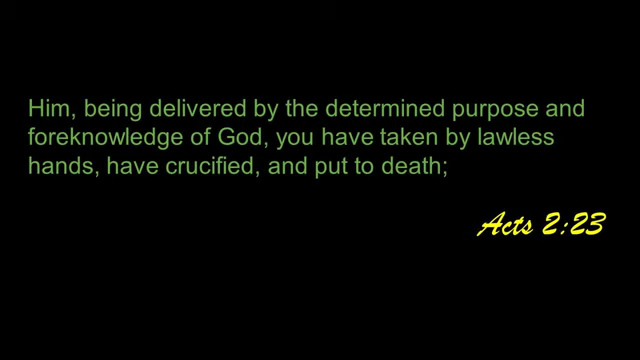 Him, being delivered by the determined purpose and
foreknowledge of God, you have taken by lawless
hands, have crucified, and put to death;
Acts 2:23